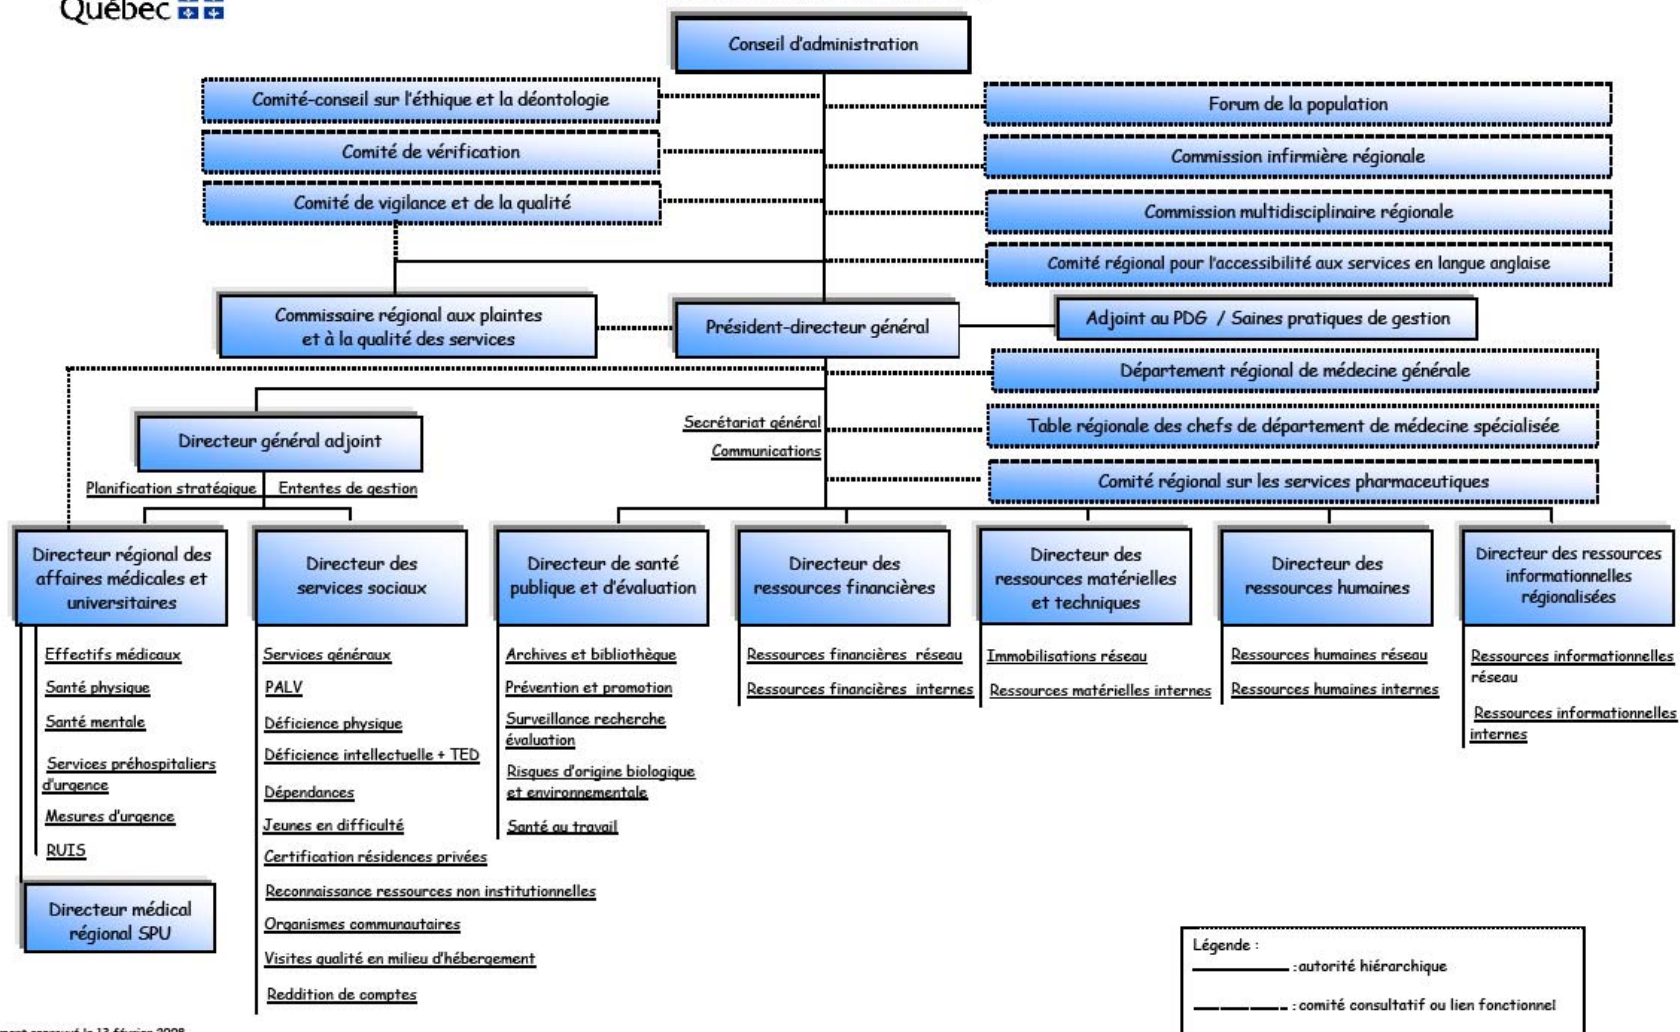 Québec
Conseil d'administration
Comité-conseil sur l'éthique et la déontologie
Comité de vérification
Comité de vigilance et de la qualité
Forum de la population
Commission infirmière régionale
Commission multidisciplinaire régionale
Comité régional pour l'accessibilité aux services en langue anglaise
Commissaire régional aux plaintes
et à la qualité des services
Président-directeur général
Adjoint au PDG / Saines pratiques de gestion
Département régional de médecine générale
Table régionale des chefs de département de médecine spécialisée
Comité régional sur les services pharmaceutiques
Secrétariat général
Communications
Directeur général adjoint
Planification stratégique
Ententes de gestion
Directeur régional des
affaires médicales et
universitaires
Effectifs médicaux
Santé physique
Santé mentale
Services préhospitaliers
d'urgence
Mesures d'urgence
RUIS
Directeur médical
régional SPU
Directeur des
services sociaux
Services généraux
PALV
Déficience physique
Déficience intellectuelle + TED
Dépendances
Jeunes en difficulté
Certification résidences privées
Reconnaissance ressources non institutionnelles
Organismes communautaires
Visites qualité en milieu d'hébergement
Reddition de comptes
Directeur de santé
publique et d'évaluation
Archives et bibliothèque
Prévention et promotion
Surveillance recherche
évaluation
Risques d'origine biologique
et environnementale
Santé au travail
Directeur des
ressources financières
Ressources financières réseau
Ressources financières internes
Directeur des
ressources matérielles
et techniques
Immobilisations réseau
Ressources matérielles internes
Directeur des
ressources humaines
Ressources humaines réseau
Ressources humaines internes
Directeur des ressources
informationnelles
régionalisées
Ressources informationnelles
réseau
Ressources informationnelles
internes
Légende :
: autorité hiérarchique
: comité consultatif ou lien fonctionnel